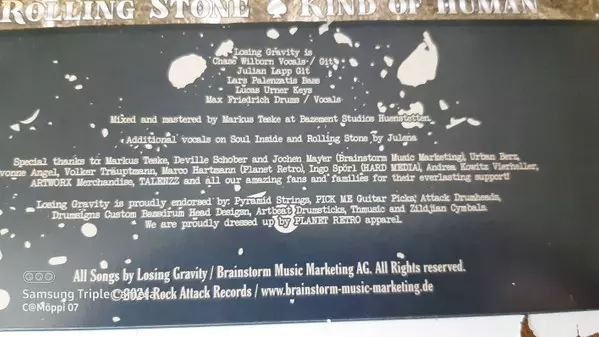 ROLLING STONE ♠ KIND OF HUMAN
Losing Gravity is
Chase Wilborn Vocals / Git
Julian Lapp Git
Lars Palenzatis Bass
Lucas Urner Keys
Max Friedrich Drums / Vocals
Mixed and mastered by Markus Teske at Bazement Studios Huenstetten.
Additional vocals on Soul Inside and Rolling Stone by Julena
Special thanks to: Markus Teske, Deville Schober and Jochen Mayer (Brainstorm Music Marketing), Urban Berz,
vonne Angel, Volker Trauptmann, Marco Hartmann (Planet Retro), Ingo Spörl (HARD MEDIA), Andrea Kowitz Vierhaller,
ARTWORX Merchandise, TALENZZ and all our amazing fans and families for their everlasting support!
Losing Gravity is proudly endorsed by: Pyramid Strings, PICK ME Guitar Picks, Attack Drumheads,
Drumsigns Custom Bassdrum Head Designs, Artbeat Drumsticks, Thmusic and Zildjian Cymbals.
We are proudly dressed up by PLANET RETRO apparel.
All Songs by Losing Gravity / Brainstorm Music Marketing AG. All Rights reserved.
©2021 Rock Attack Records / www.brainstorm-music-marketing.de
Samsung Triple Camera
C@Möppi 07